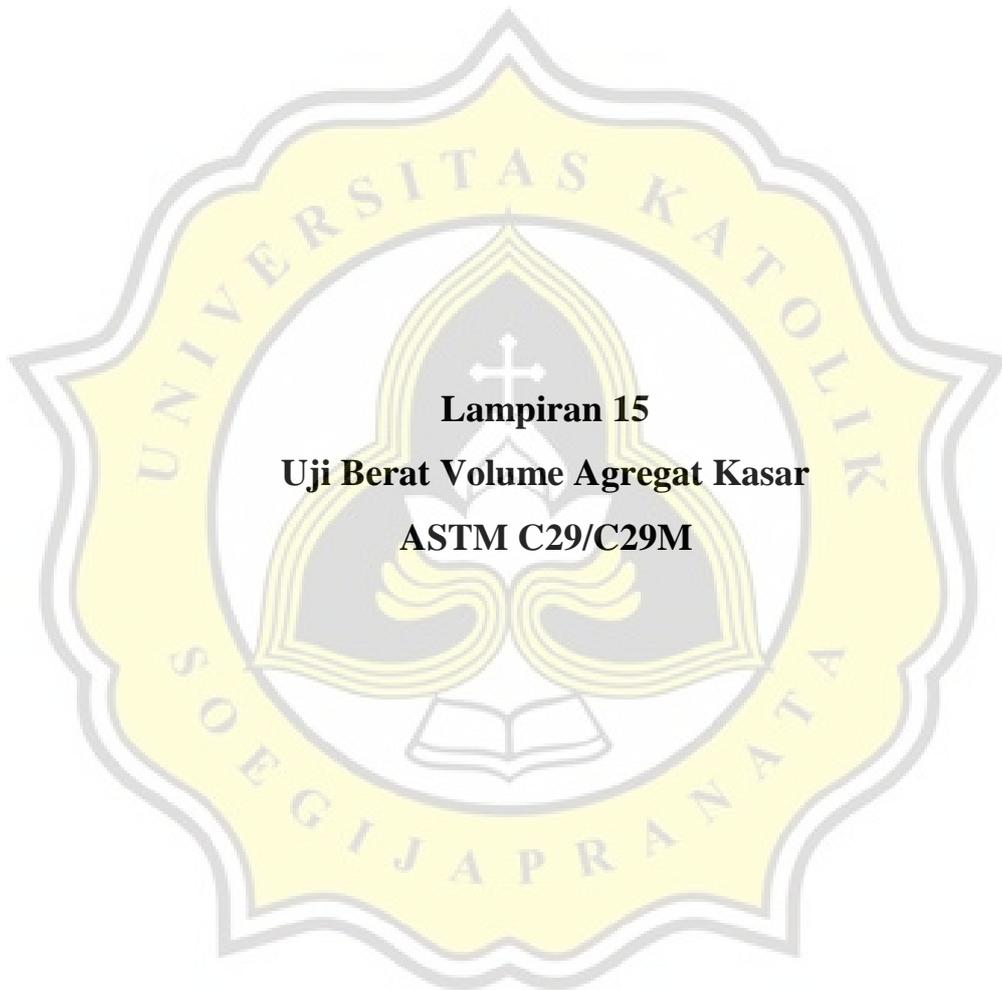 UNIVERSITAS KATOLIK
Lampiran 15
Uji Berat Volume Agregat Kasar
ASTM C29/C29M
SOEGIJAPRANATA